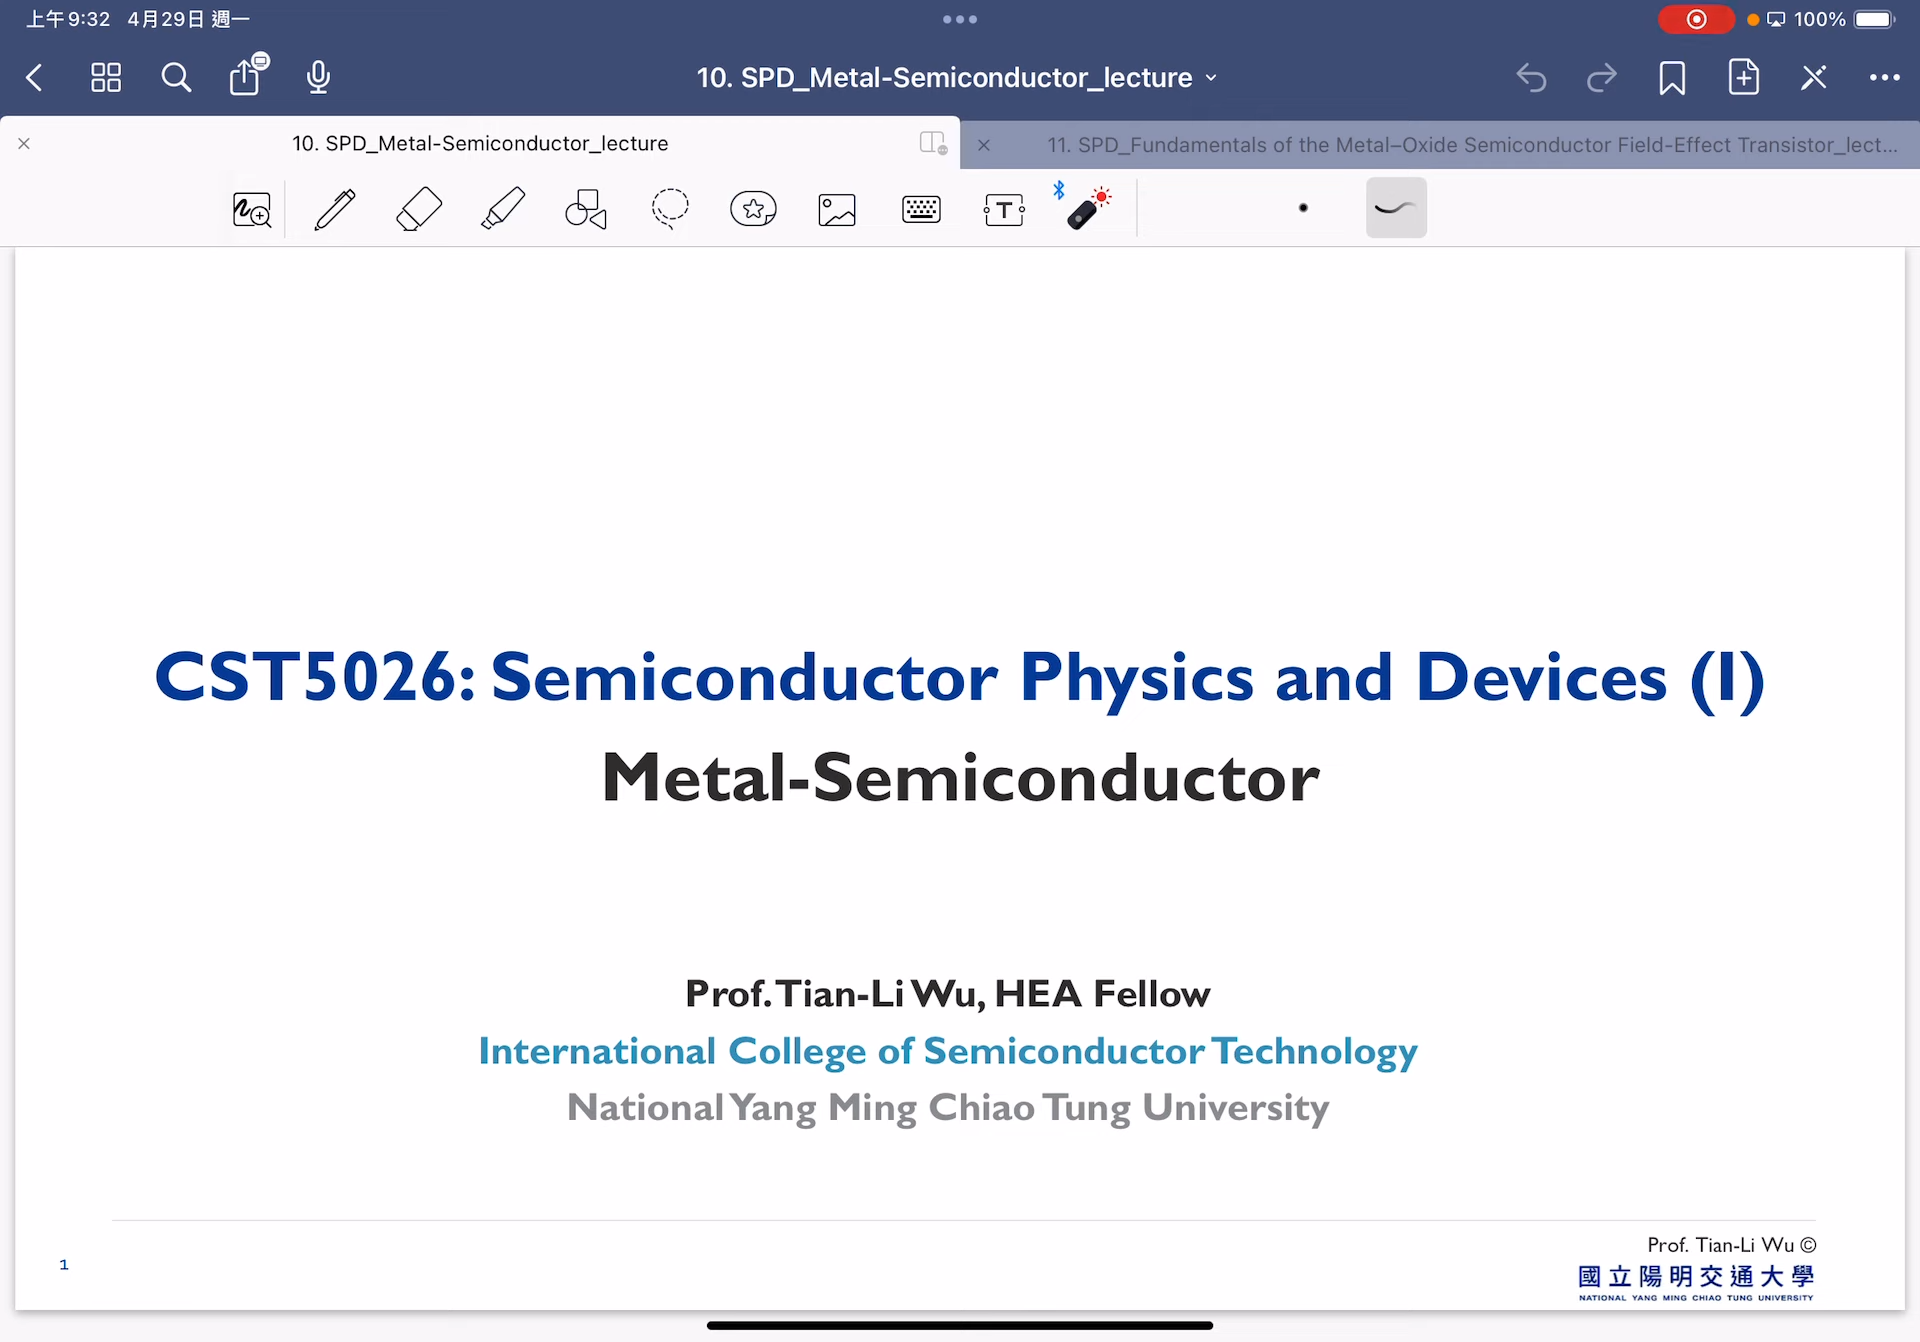 上午9:32 4月29日 週一
100%
10. SPD_Metal-Semiconductor_lecture
10. SPD_Metal-Semiconductor_lecture
11. SPD_Fundamentals of the Metal–Oxide Semiconductor Field-Effect Transistor_lect...
T
CST5026: Semiconductor Physics and Devices (I)
Metal-Semiconductor
Prof. Tian-Li Wu, HEA Fellow
International College of Semiconductor Technology
National Yang Ming Chiao Tung University
Prof. Tian-Li Wu ©
1
國立陽明交通大學
NATIONAL YANG MING CHIAO TUNG UNIVERSITY